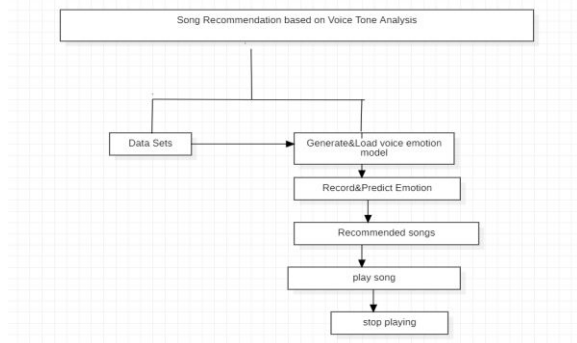 Song Recommendation based on Voice Tone Analysis
Data Sets
Generate&Load voice emotion
model
Record&Predict Emotion
Recommended songs
play song
stop playing